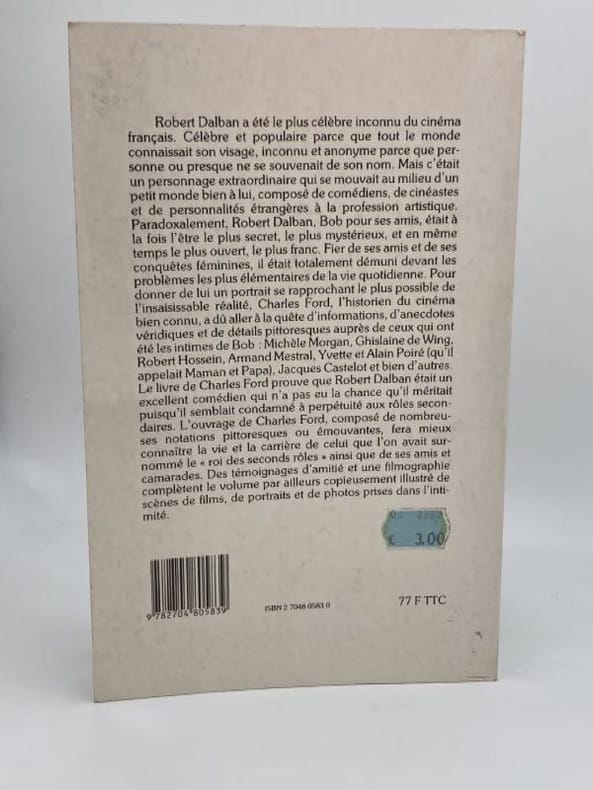 Robert Dalban a été le plus célèbre inconnu du cinéma
français. Célèbre et populaire parce que tout le monde
connaissait son visage, inconnu et anonyme parce que per-
sonne ou presque ne se souvenait de son nom. Mais c'était
un personnage extraordinaire qui se mouvait au milieu d'un
petit monde bien à lui, composé de comédiens, de cinéastes
et de personnalités étrangères à la profession artistique.
Paradoxalement, Robert Dalban, Bob pour ses amis, était à
la fois l'être le plus secret, le plus mystérieux, et en même
temps le plus ouvert, le plus franc. Fier de ses amis et de ses
conquêtes féminines, il était totalement démuni devant les
problèmes les plus élémentaires de la vie quotidienne. Pour
donner de lui un portrait se rapprochant le plus possible de
l'insaisissable réalité, Charles Ford, l'historien du cinéma
bien connu, a dû aller à la quête d'informations, d'anecdotes
véridiques et de détails pittoresques auprès de ceux qui ont
été les intimes de Bob : Michèle Morgan, Ghislaine de Wing,
Robert Hossein, Armand Mestral, Yvette et Alain Poiré (qu'il
appelait Maman et Papa), Jacques Castelot et bien d'autres.
Le livre de Charles Ford prouve que Robert Dalban était un
excellent comédien qui n'a pas eu la chance qu'il méritait
puisqu'il semblait condamné à perpétuité aux rôles secon-
daires. L'ouvrage de Charles Ford, composé de nombreu-
ses notations pittoresques ou émouvantes, fera mieux
connaître la vie et la carrière de celui que l'on avait sur-
nommé le « roi des seconds rôles » ainsi que de ses amis et
camarades. Des témoignages d'amitié et une filmographie
complètent le volume par ailleurs copieusement illustré de
scènes de films, de portraits et de photos prises dans l'inti-
mité.
€ 3.00
9 782704 805839
ISBN 2 7048 0583 0
77 F TTC